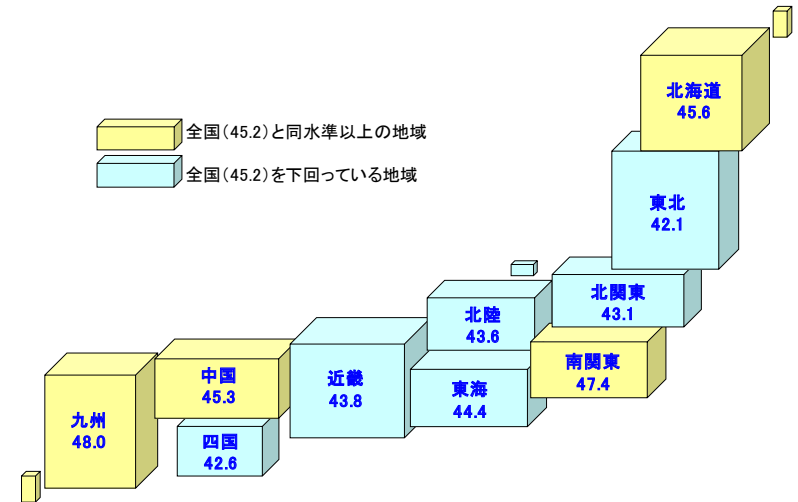 全国（45.2）と同水準以上の地域
全国（45.2）を下回っている地域
北海道
45.6
東北
42.1
北関東
43.1
北陸
43.6
南関東
47.4
東海
44.4
近畿
43.8
中国
45.3
四国
42.6
九州
48.0